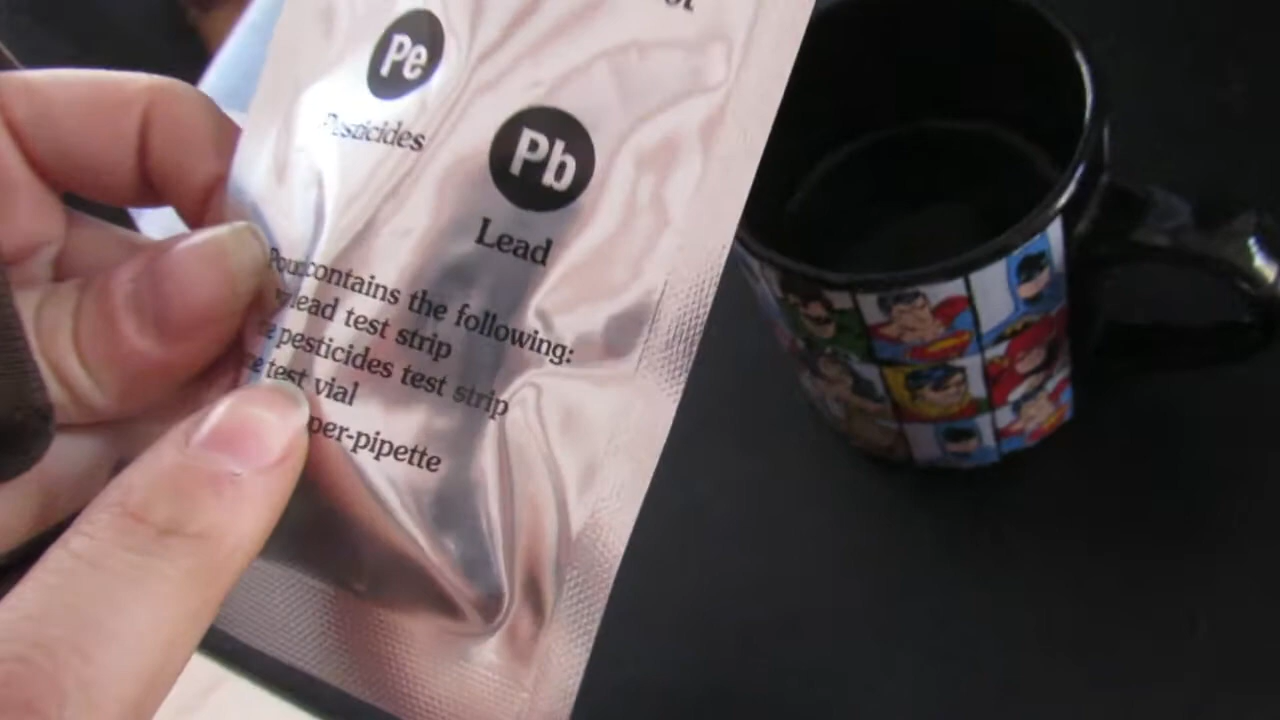 Pe
Pesticides
Pb
Lead
contains the following:
lead test strip
pesticides test strip
test vial
per-pipette